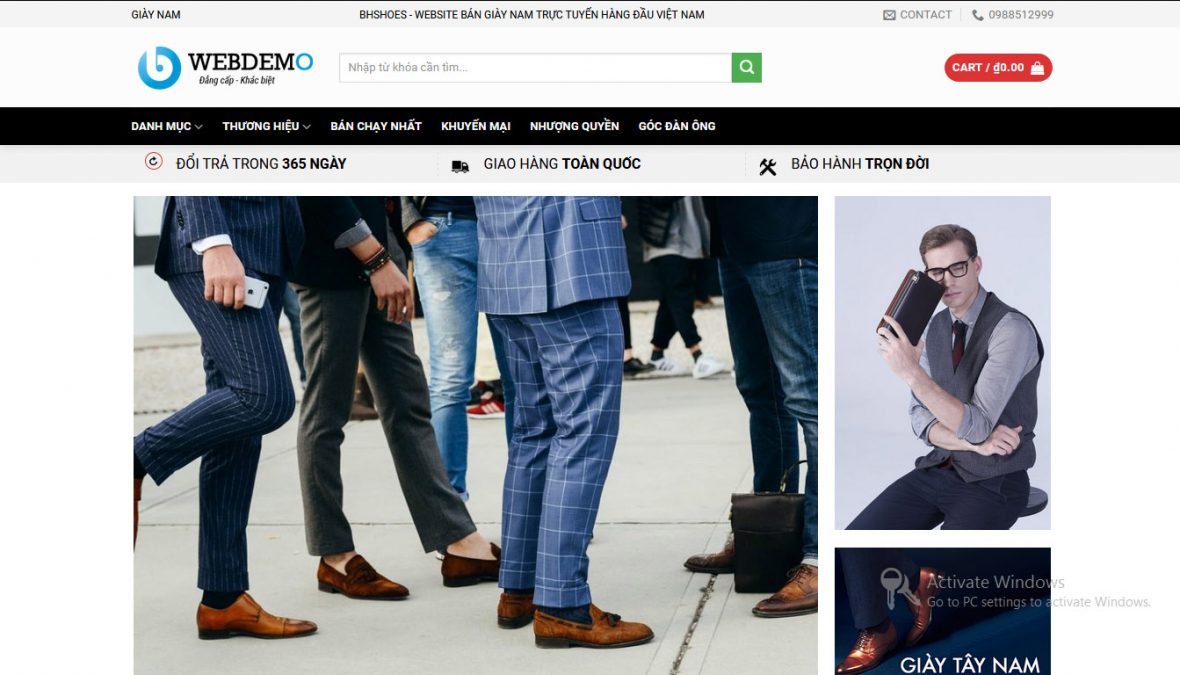 GIÀY NAM
BHSHOES - WEBSITE BÁN GIÀY NAM TRỰC TUYẾN HÀNG ĐẦU VIỆT NAM
CONTACT
0988512999
WEBDEMO
Đẳng cấp - Khác biệt
Nhập từ khóa cần tìm...
CART / ₫0.00
DANH MỤC
THƯƠNG HIỆU
BÁN CHẠY NHẤT
KHUYẾN MẠI
NHƯỢNG QUYỀN
GÓC ĐÀN ÔNG
ĐỔI TRẢ TRONG 365 NGÀY
GIAO HÀNG TOÀN QUỐC
BẢO HÀNH TRỌN ĐỜI
Activate Windows
Go to PC settings to activate Windows.
GIÀY TÂY NAM